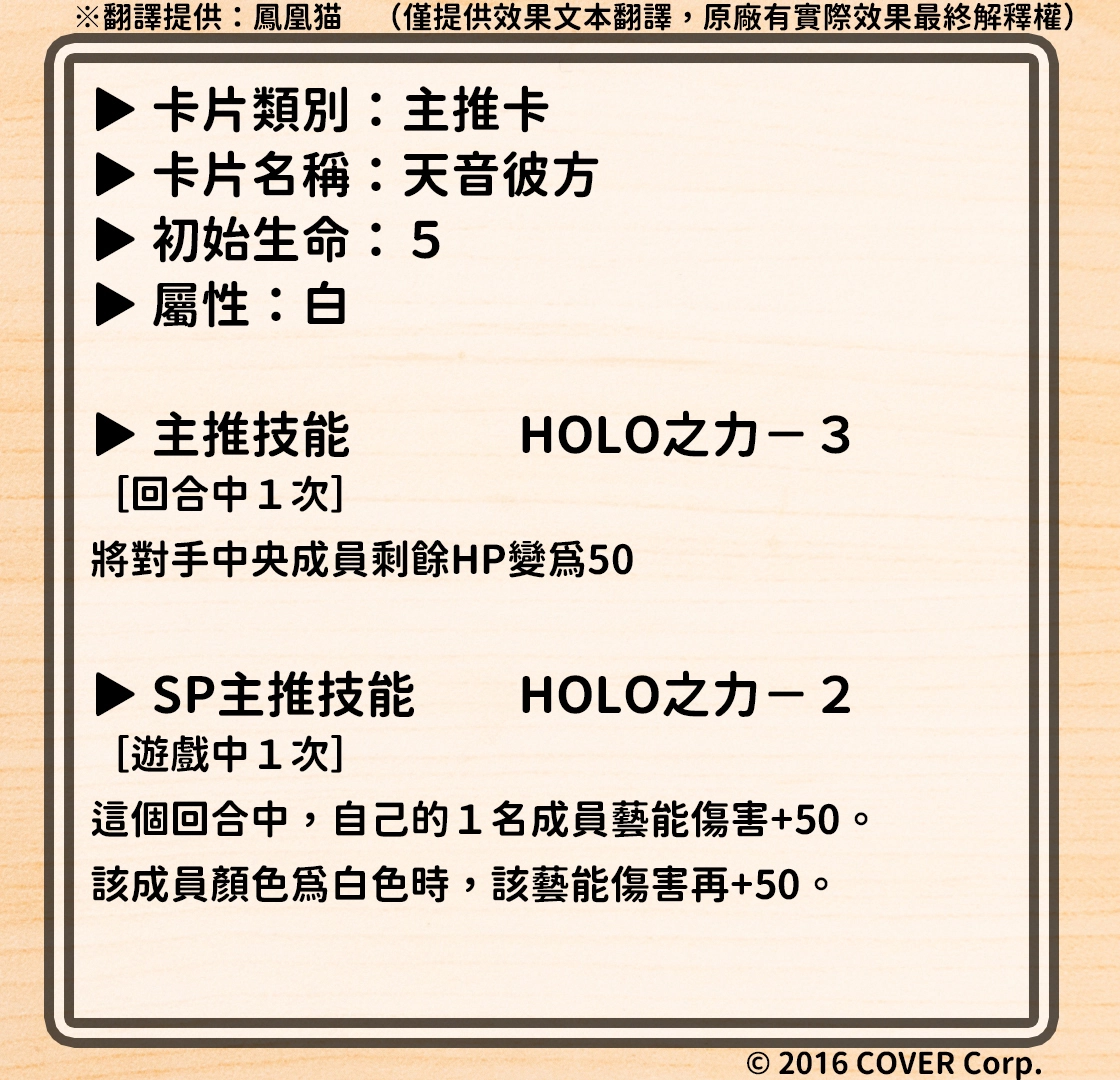 ※翻譯提供：鳳凰猫　（僅提供效果文本翻譯，原廠有實際效果最終解釋權）
▶ 卡片類別：主推卡
▶ 卡片名稱：天音彼方
▶ 初始生命：５
▶ 屬性：白
▶ 主推技能　HOLO之力－３
［回合中１次］
將對手中央成員剩餘HP變爲50
▶ SP主推技能　HOLO之力－２
［遊戲中１次］
這個回合中，自己的１名成員藝能傷害+50。
該成員顏色爲白色時，該藝能傷害再+50。
© 2016 COVER Corp.